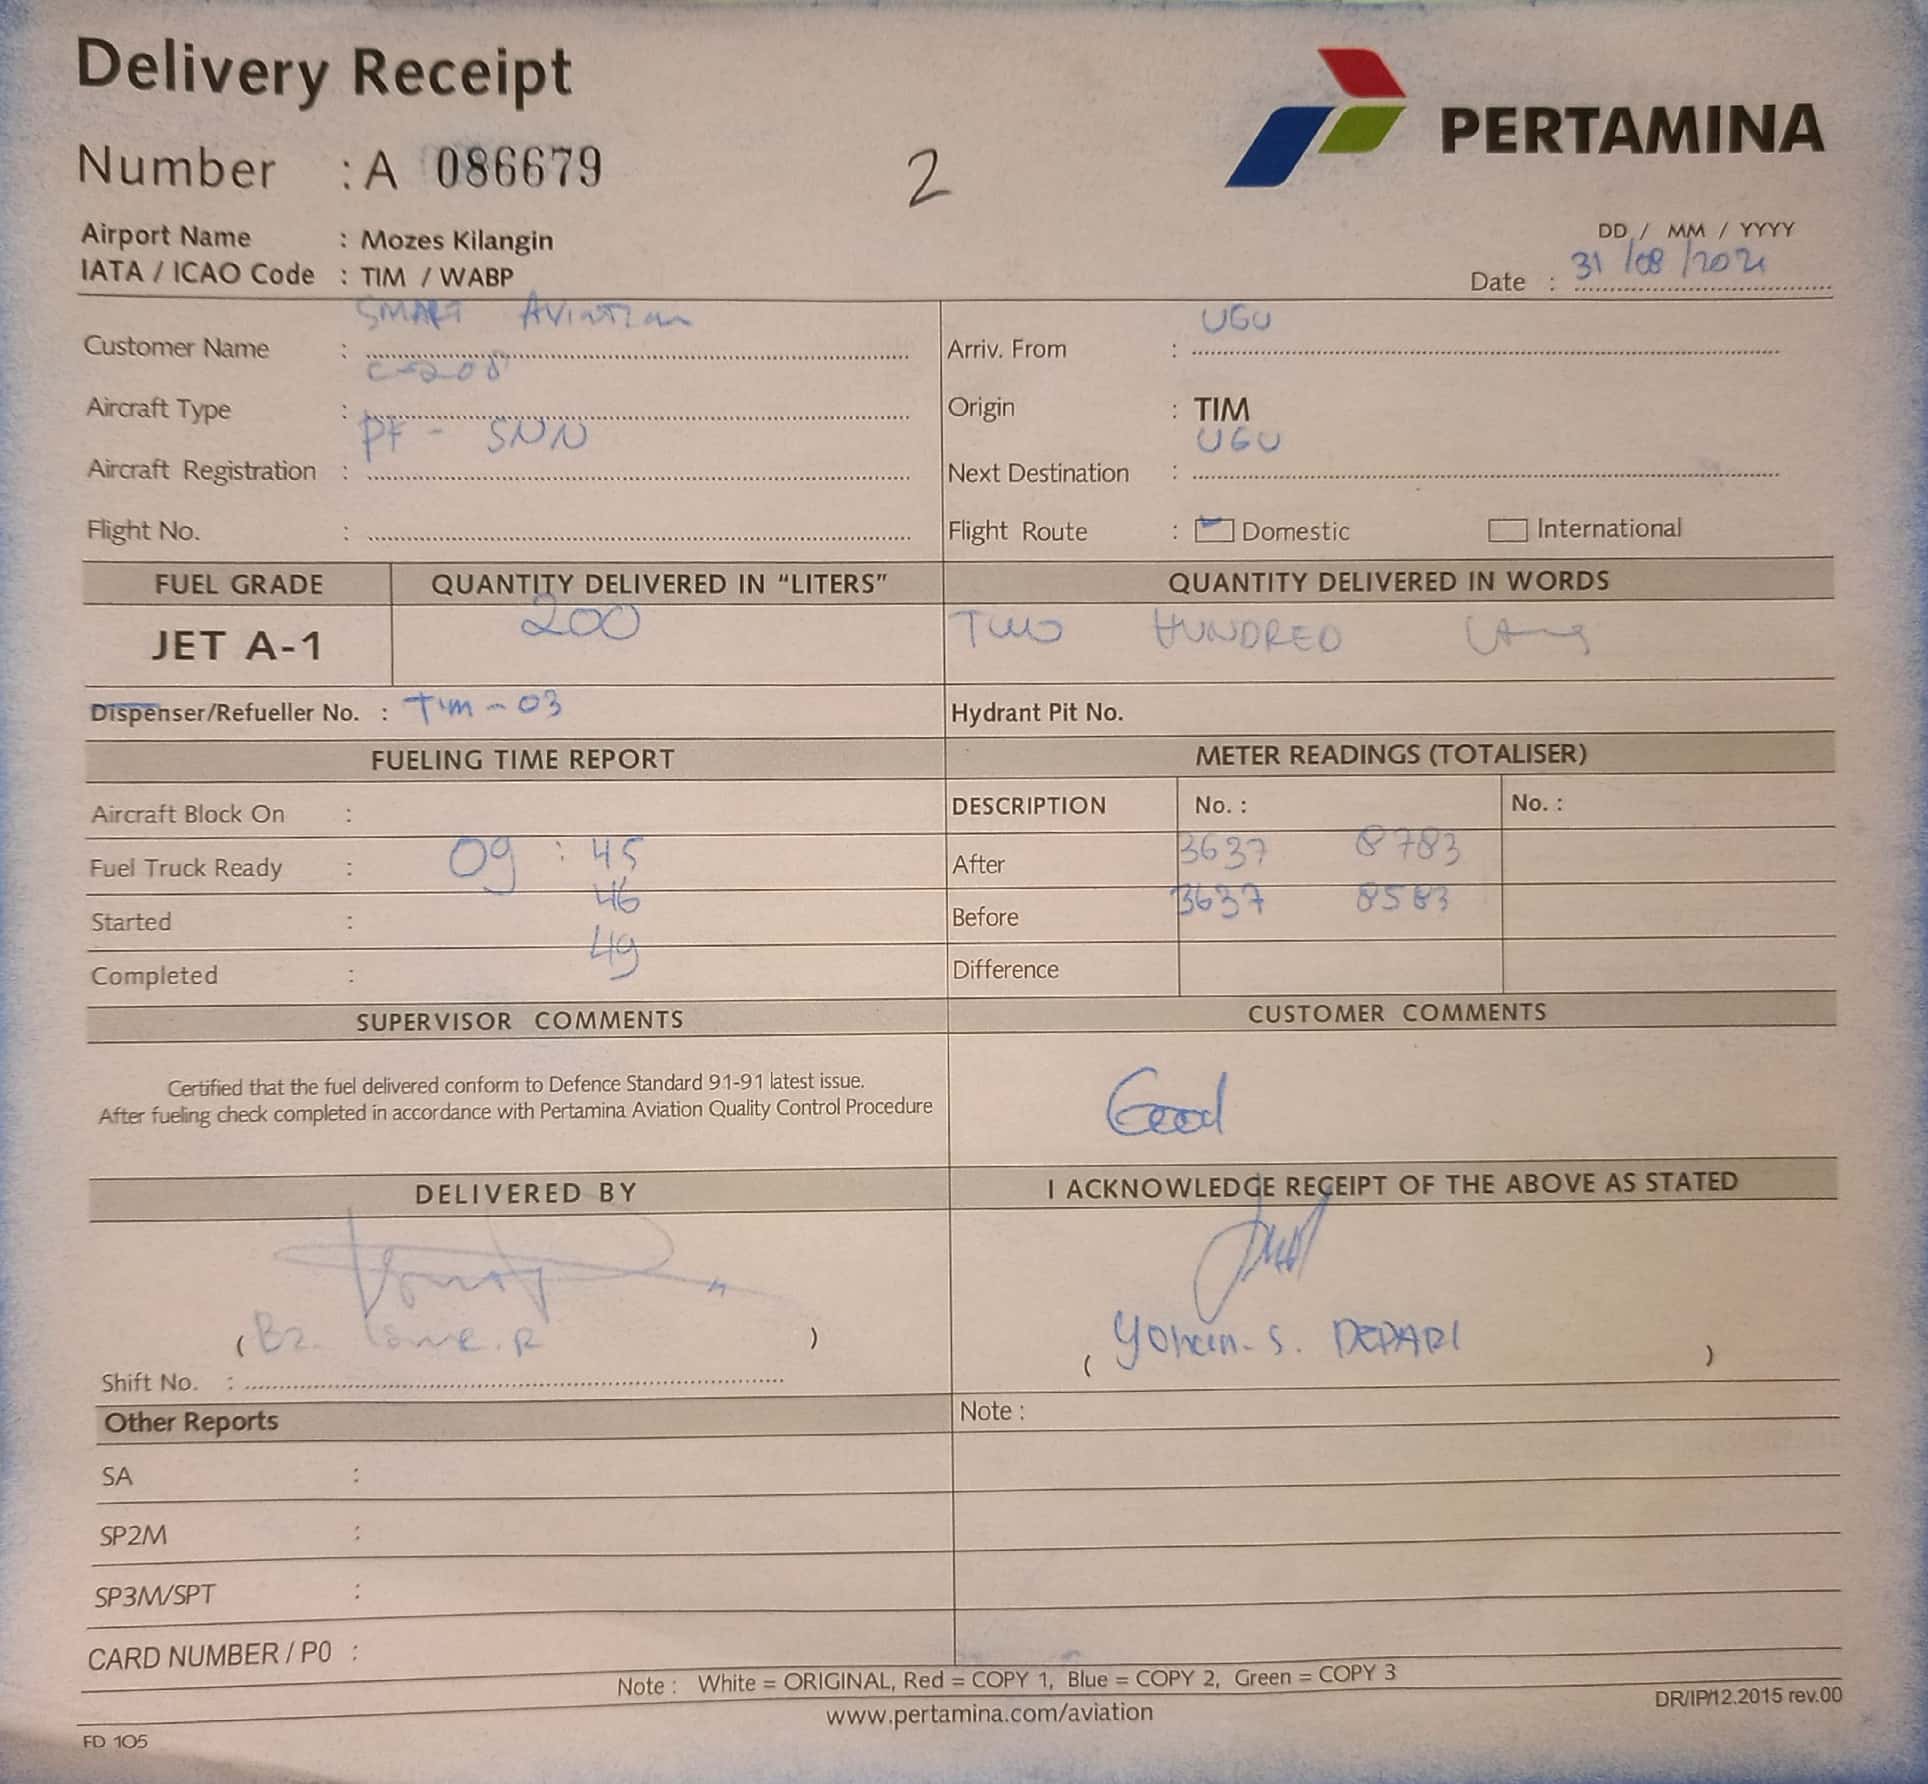 Delivery Receipt
PERTAMINA
Number : A 086679
2
Airport Name : Mozes Kilangin
IATA / ICAO Code : TIM / WABP
DD / MM / YYYY
Date : 31 /08 /2021
Customer Name : SMART Aviation
Arriv. From : UGU
Aircraft Type : C-208
Origin : TIM
Aircraft Registration : PF - SNN
Next Destination : UGU
Flight No. :
Flight Route : Domestic International
FUEL GRADE QUANTITY DELIVERED IN "LITERS" QUANTITY DELIVERED IN WORDS
JET A-1 200 TWO HUNDRED
Dispenser/Refueller No. : TIM - 03 Hydrant Pit No.
FUELING TIME REPORT METER READINGS (TOTALISER)
Aircraft Block On : DESCRIPTION No. : No. :
Fuel Truck Ready : 09 : 45 After 3637 8783
Started : 46 Before 3637 8583
Completed : 49 Difference
SUPERVISOR COMMENTS CUSTOMER COMMENTS
Certified that the fuel delivered conform to Defence Standard 91-91 latest issue.
After fueling check completed in accordance with Pertamina Aviation Quality Control Procedure
Good
DELIVERED BY I ACKNOWLEDGE RECEIPT OF THE ABOVE AS STATED
( )
( S. DEPARI )
Shift No. :
Other Reports Note :
SA :
SP2M :
SP3M/SPT :
CARD NUMBER / PO :
Note : White = ORIGINAL, Red = COPY 1, Blue = COPY 2, Green = COPY 3
www.pertamina.com/aviation
DR/IP/12.2015 rev.00
FD 105